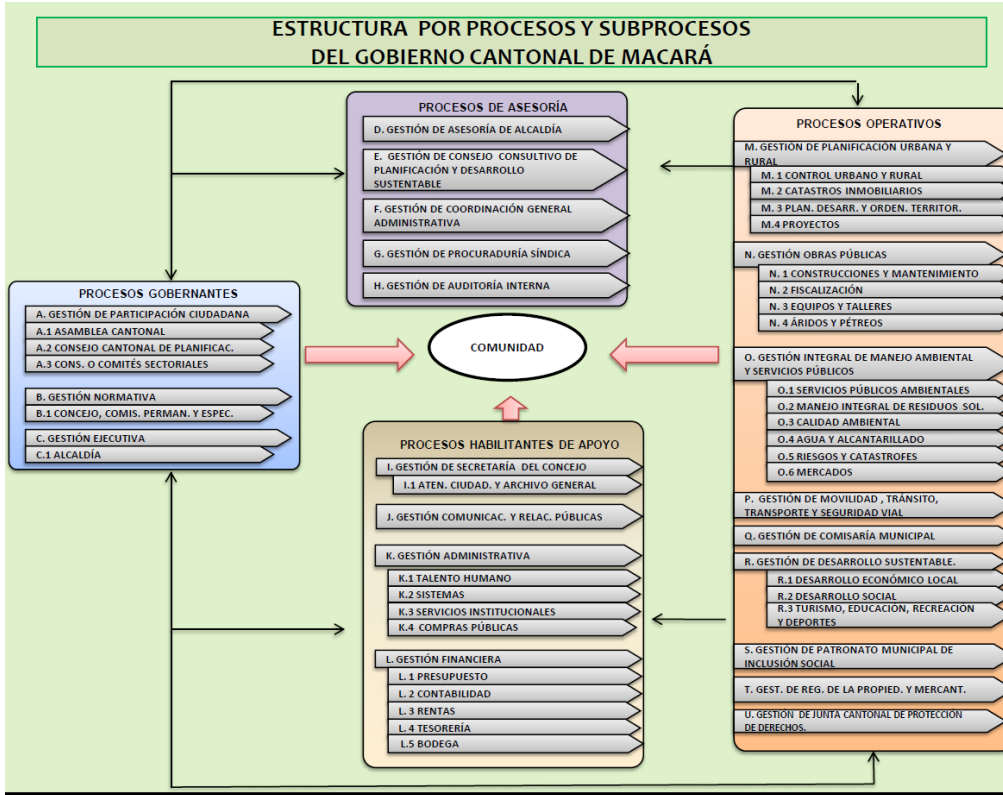 ESTRUCTURA POR PROCESOS Y SUBPROCESOS
DEL GOBIERNO CANTONAL DE MACARÁ
PROCESOS GOBERNANTES
A. GESTIÓN DE PARTICIPACIÓN CIUDADANA
A.1 ASAMBLEA CANTONAL
A.2 CONSEJO CANTONAL DE PLANIFICAC.
A.3 CONS. O COMITÉS SECTORIALES
B. GESTIÓN NORMATIVA
B.1 CONCEJO, COMIS. PERMAN. Y ESPEC.
C. GESTIÓN EJECUTIVA
C.1 ALCALDÍA
PROCESOS DE ASESORÍA
D. GESTIÓN DE ASESORÍA DE ALCALDÍA
E. GESTIÓN DE CONSEJO CONSULTIVO DE
PLANIFICACIÓN Y DESARROLLO
SUSTENTABLE
F. GESTIÓN DE COORDINACIÓN GENERAL
ADMINISTRATIVA
G. GESTIÓN DE PROCURADURÍA SÍNDICA
H. GESTIÓN DE AUDITORÍA INTERNA
COMUNIDAD
PROCESOS HABILITANTES DE APOYO
I. GESTIÓN DE SECRETARÍA DEL CONCEJO
I.1 ATEN. CIUDAD. Y ARCHIVO GENERAL
J. GESTIÓN COMUNICAC. Y RELAC. PÚBLICAS
K. GESTIÓN ADMINISTRATIVA
K.1 TALENTO HUMANO
K.2 SISTEMAS
K.3 SERVICIOS INSTITUCIONALES
K.4 COMPRAS PÚBLICAS
L. GESTIÓN FINANCIERA
L. 1 PRESUPUESTO
L. 2 CONTABILIDAD
L. 3 RENTAS
L. 4 TESORERÍA
L.5 BODEGA
PROCESOS OPERATIVOS
M. GESTIÓN DE PLANIFICACIÓN URBANA Y
RURAL
M. 1 CONTROL URBANO Y RURAL
M. 2 CATASTROS INMOBILIARIOS
M. 3 PLAN. DESARR. Y ORDEN. TERRITOR.
M.4 PROYECTOS
N. GESTIÓN OBRAS PÚBLICAS
N. 1 CONSTRUCCIONES Y MANTENIMIENTO
N. 2 FISCALIZACIÓN
N. 3 EQUIPOS Y TALLERES
N. 4 ÁRIDOS Y PÉTREOS
O. GESTIÓN INTEGRAL DE MANEJO AMBIENTAL
Y SERVICIOS PÚBLICOS
O.1 SERVICIOS PÚBLICOS AMBIENTALES
O.2 MANEJO INTEGRAL DE RESIDUOS SOL.
O.3 CALIDAD AMBIENTAL
O.4 AGUA Y ALCANTARILLADO
O.5 RIESGOS Y CATASTROFES
O.6 MERCADOS
P. GESTIÓN DE MOVILIDAD , TRÁNSITO,
TRANSPORTE Y SEGURIDAD VIAL
Q. GESTIÓN DE COMISARÍA MUNICIPAL
R. GESTIÓN DE DESARROLLO SUSTENTABLE.
R.1 DESARROLLO ECONÓMICO LOCAL
R.2 DESARROLLO SOCIAL
R.3 TURISMO, EDUCACIÓN, RECREACIÓN
Y DEPORTES
S. GESTIÓN DE PATRONATO MUNICIPAL DE
INCLUSIÓN SOCIAL
T. GEST. DE REG. DE LA PROPIED. Y MERCANT.
U. GESTIÓN DE JUNTA CANTONAL DE PROTECCIÓN
DE DERECHOS.